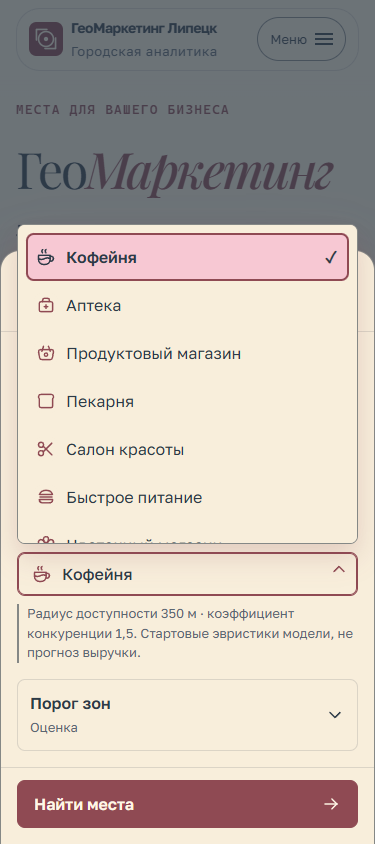 ГеоМаркетинг Липецк
Городская аналитика
Меню
МЕСТА ДЛЯ ВАШЕГО БИЗНЕСА
ГеоМаркетинг
Кофейня
Аптека
Продуктовый магазин
Пекарня
Салон красоты
Быстрое питание
Кофейня
Радиус доступности 350 м · коэффициент
конкуренции 1,5. Стартовые эвристики модели, не
прогноз выручки.
Порог зон
Оценка
Найти места